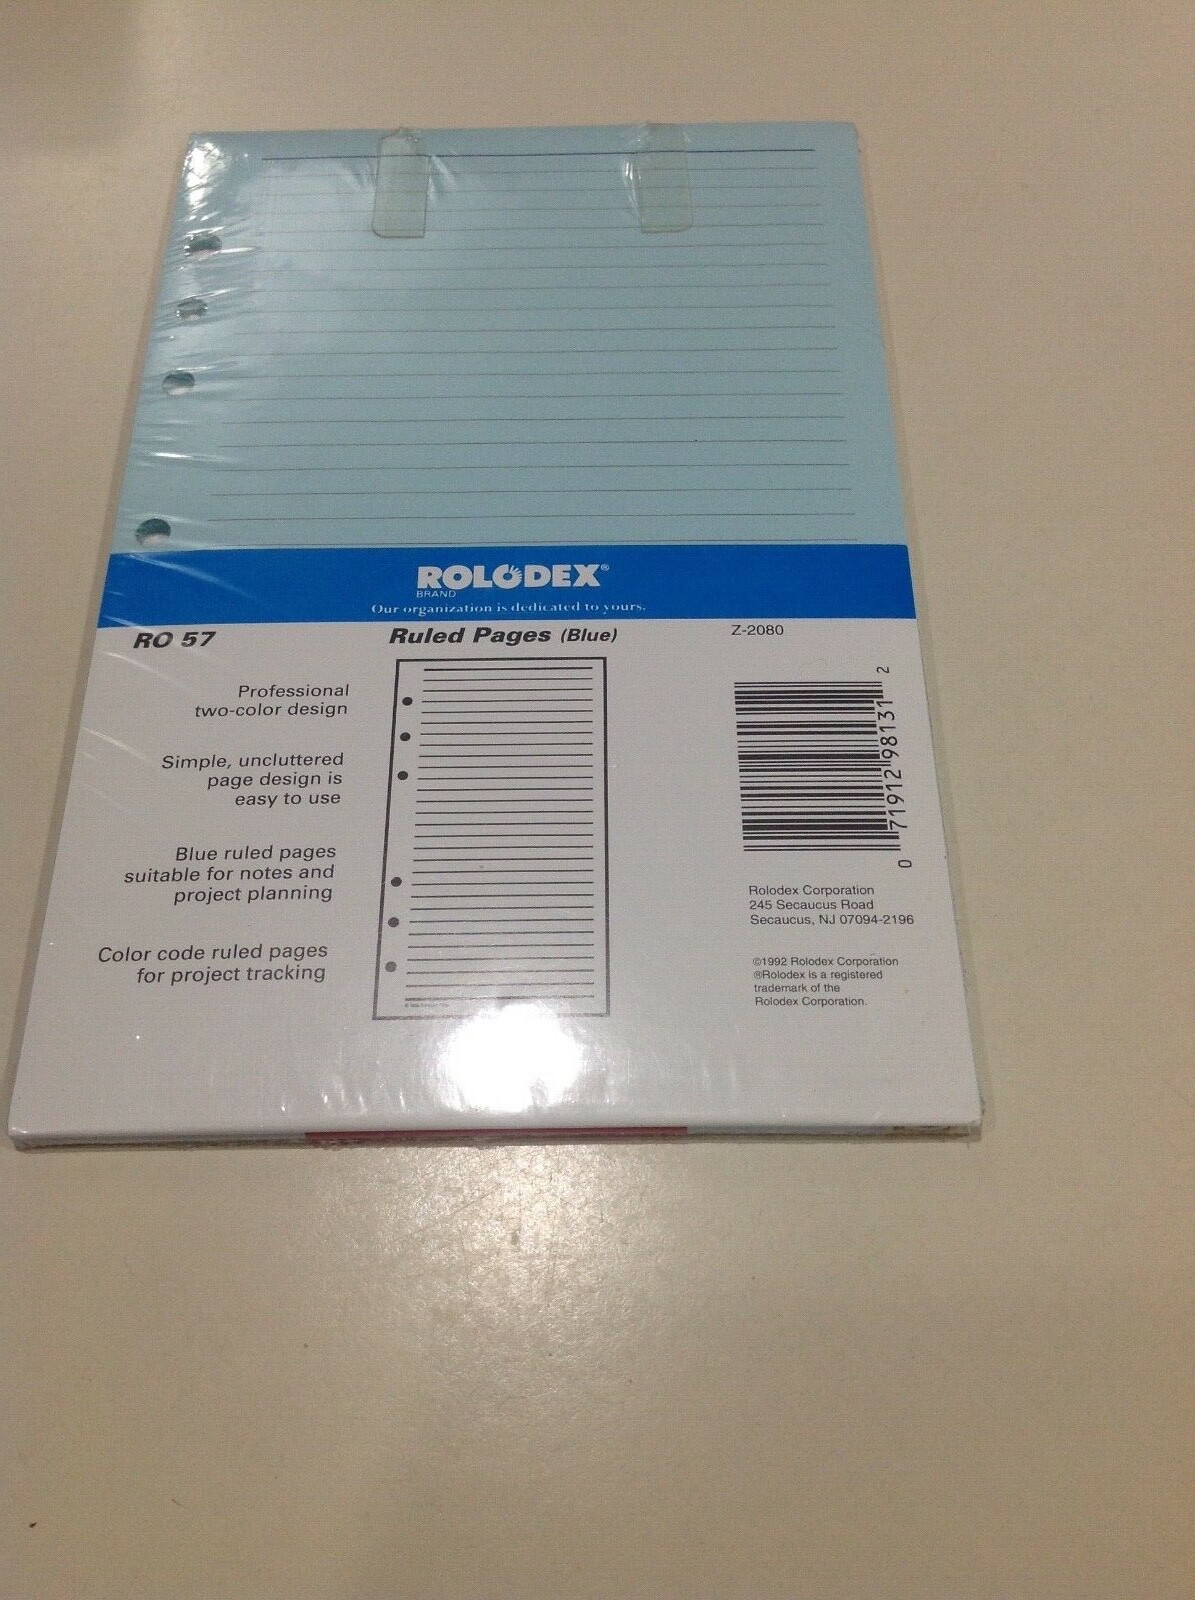 ROLODEX®
BRAND
Our organization is dedicated to yours.
RO 57
Ruled Pages (Blue)
Z-2080
Professional
two-color design
Simple, uncluttered
page design is
easy to use
Blue ruled pages
suitable for notes and
project planning
Color code ruled pages
for project tracking
0 71912 98131 2
Rolodex Corporation
245 Secaucus Road
Secaucus, NJ 07094-2196
©1992 Rolodex Corporation
®Rolodex is a registered
trademark of the
Rolodex Corporation.